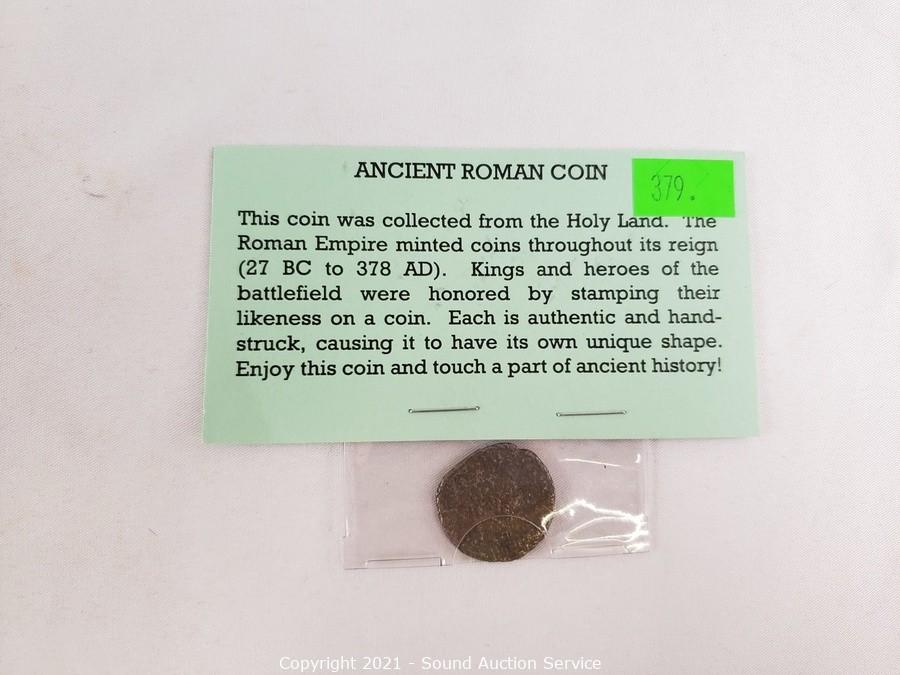 ANCIENT ROMAN COIN
379.
This coin was collected from the Holy Land. The
Roman Empire minted coins throughout its reign
(27 BC to 378 AD). Kings and heroes of the
battlefield were honored by stamping their
likeness on a coin. Each is authentic and hand-
struck, causing it to have its own unique shape.
Enjoy this coin and touch a part of ancient history!
Copyright 2021 - Sound Auction Service